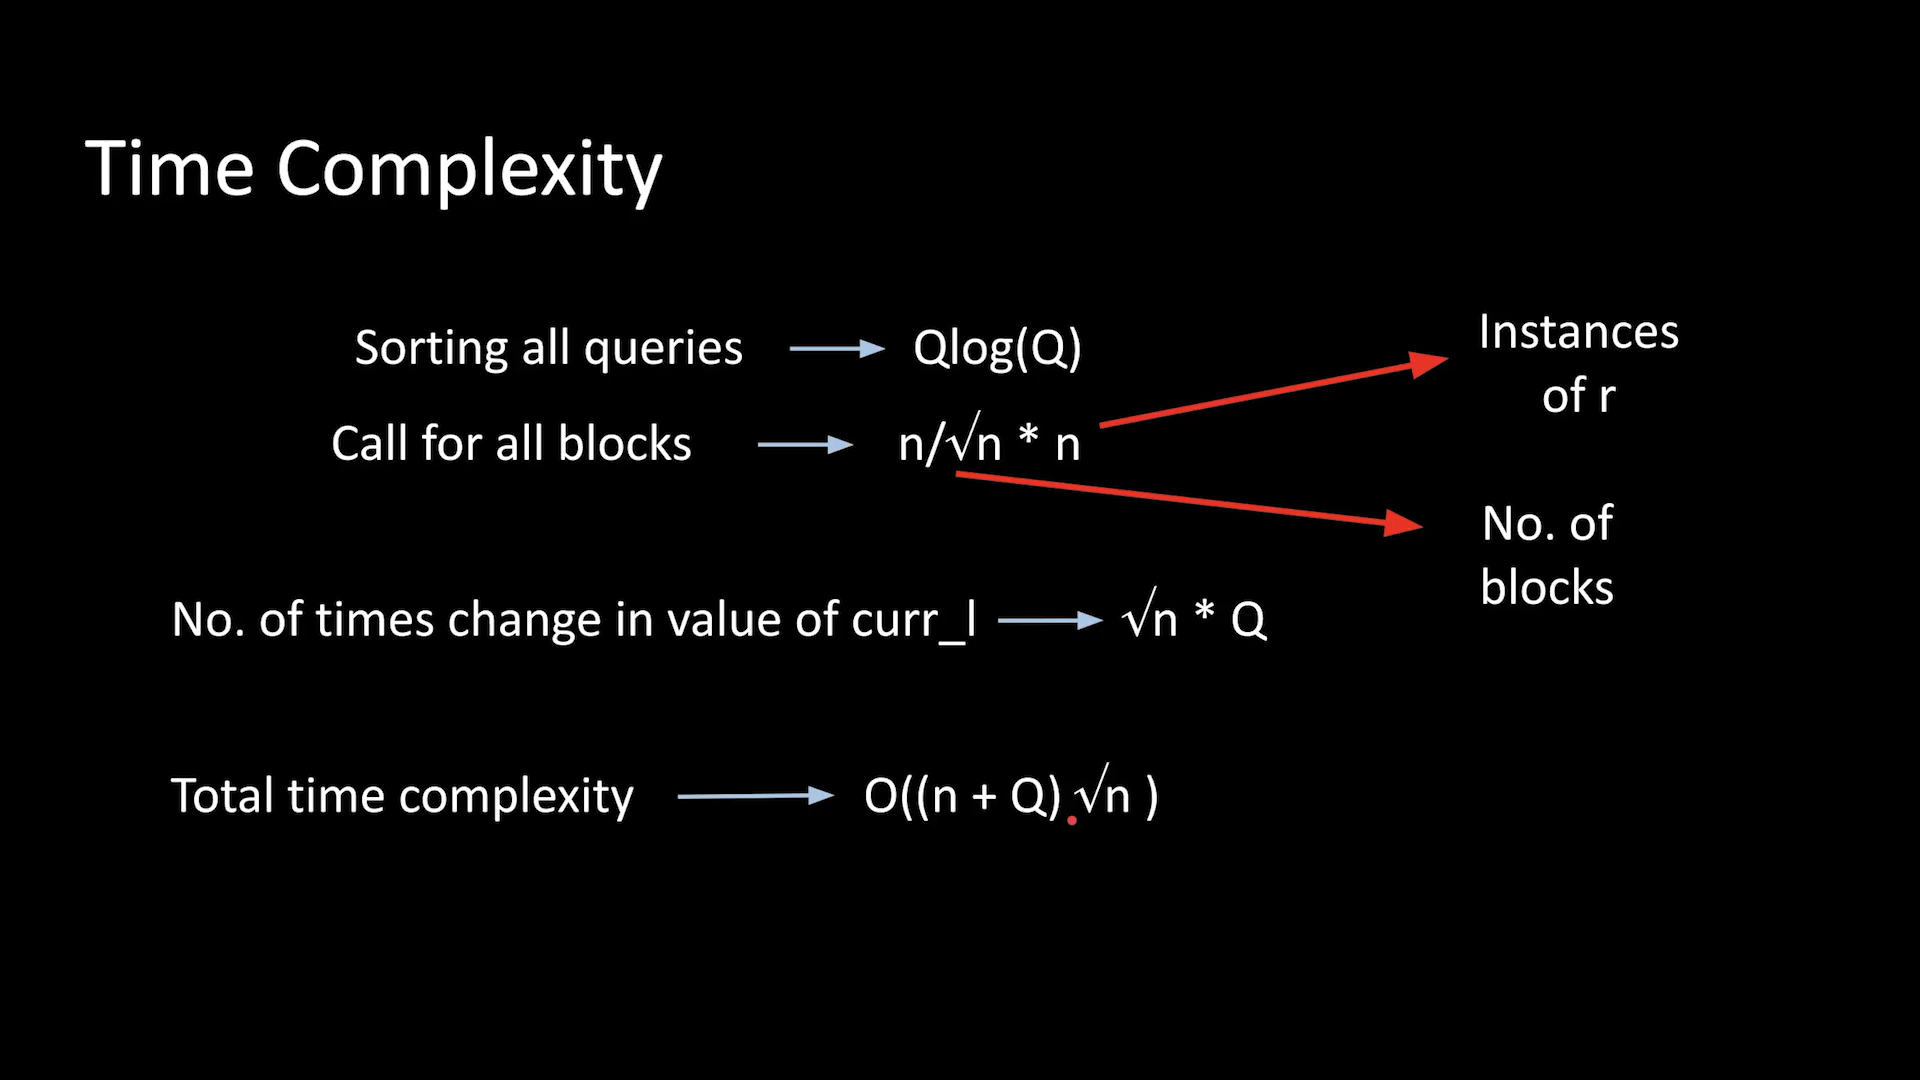 Time Complexity
Sorting all queries Qlog(Q)
Instances
of r
Call for all blocks n/√n * n
No. of
blocks
No. of times change in value of curr_l √n * Q
Total time complexity O((n + Q) √n )